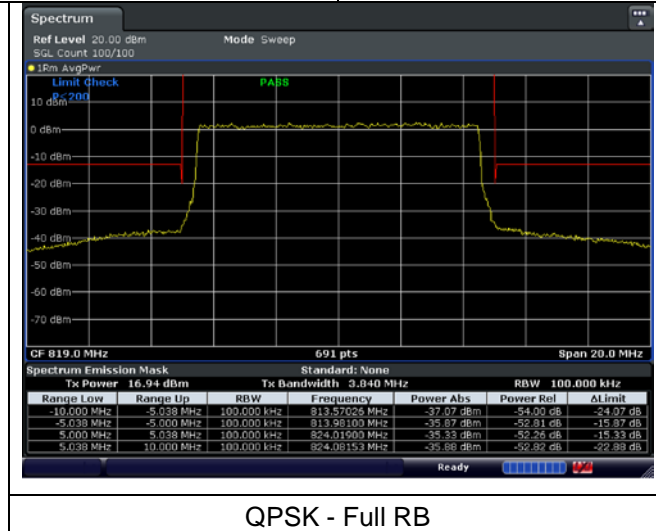 Spectrum
Ref Level 20.00 dBm Mode Sweep
SGL Count 100/100
1Rm AvgPwr
Limit Check PASS
P<200
10 dBm
0 dBm
-10 dBm
-20 dBm
-30 dBm
-40 dBm
-50 dBm
-60 dBm
-70 dBm
CF 819.0 MHz 691 pts Span 20.0 MHz
Spectrum Emission Mask Standard: None
Tx Power 16.94 dBm Tx Bandwidth 3.840 MHz RBW 100.000 kHz
Range Low Range Up RBW Frequency Power Abs Power Rel ΔLimit
-10.000 MHz -5.038 MHz 100.000 kHz 813.57026 MHz -37.07 dBm -54.00 dB -24.07 dB
-5.038 MHz -5.000 MHz 100.000 kHz 813.98100 MHz -35.87 dBm -52.81 dB -15.87 dB
5.000 MHz 5.038 MHz 100.000 kHz 824.01900 MHz -35.33 dBm -52.26 dB -15.33 dB
5.038 MHz 10.000 MHz 100.000 kHz 824.08153 MHz -35.88 dBm -52.82 dB -22.88 dB
Ready
QPSK - Full RB